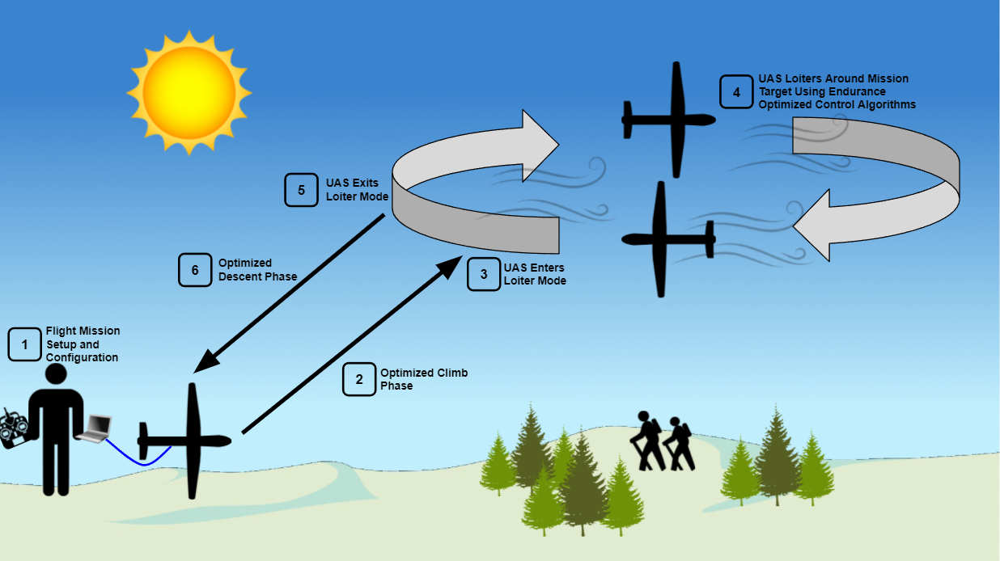 1
Flight Mission
Setup and
Configuration
2
Optimized Climb
Phase
3
UAS Enters
Loiter Mode
4
UAS Loiters Around Mission
Target Using Endurance
Optimized Control Algorithms
5
UAS Exits
Loiter Mode
6
Optimized
Descent Phase